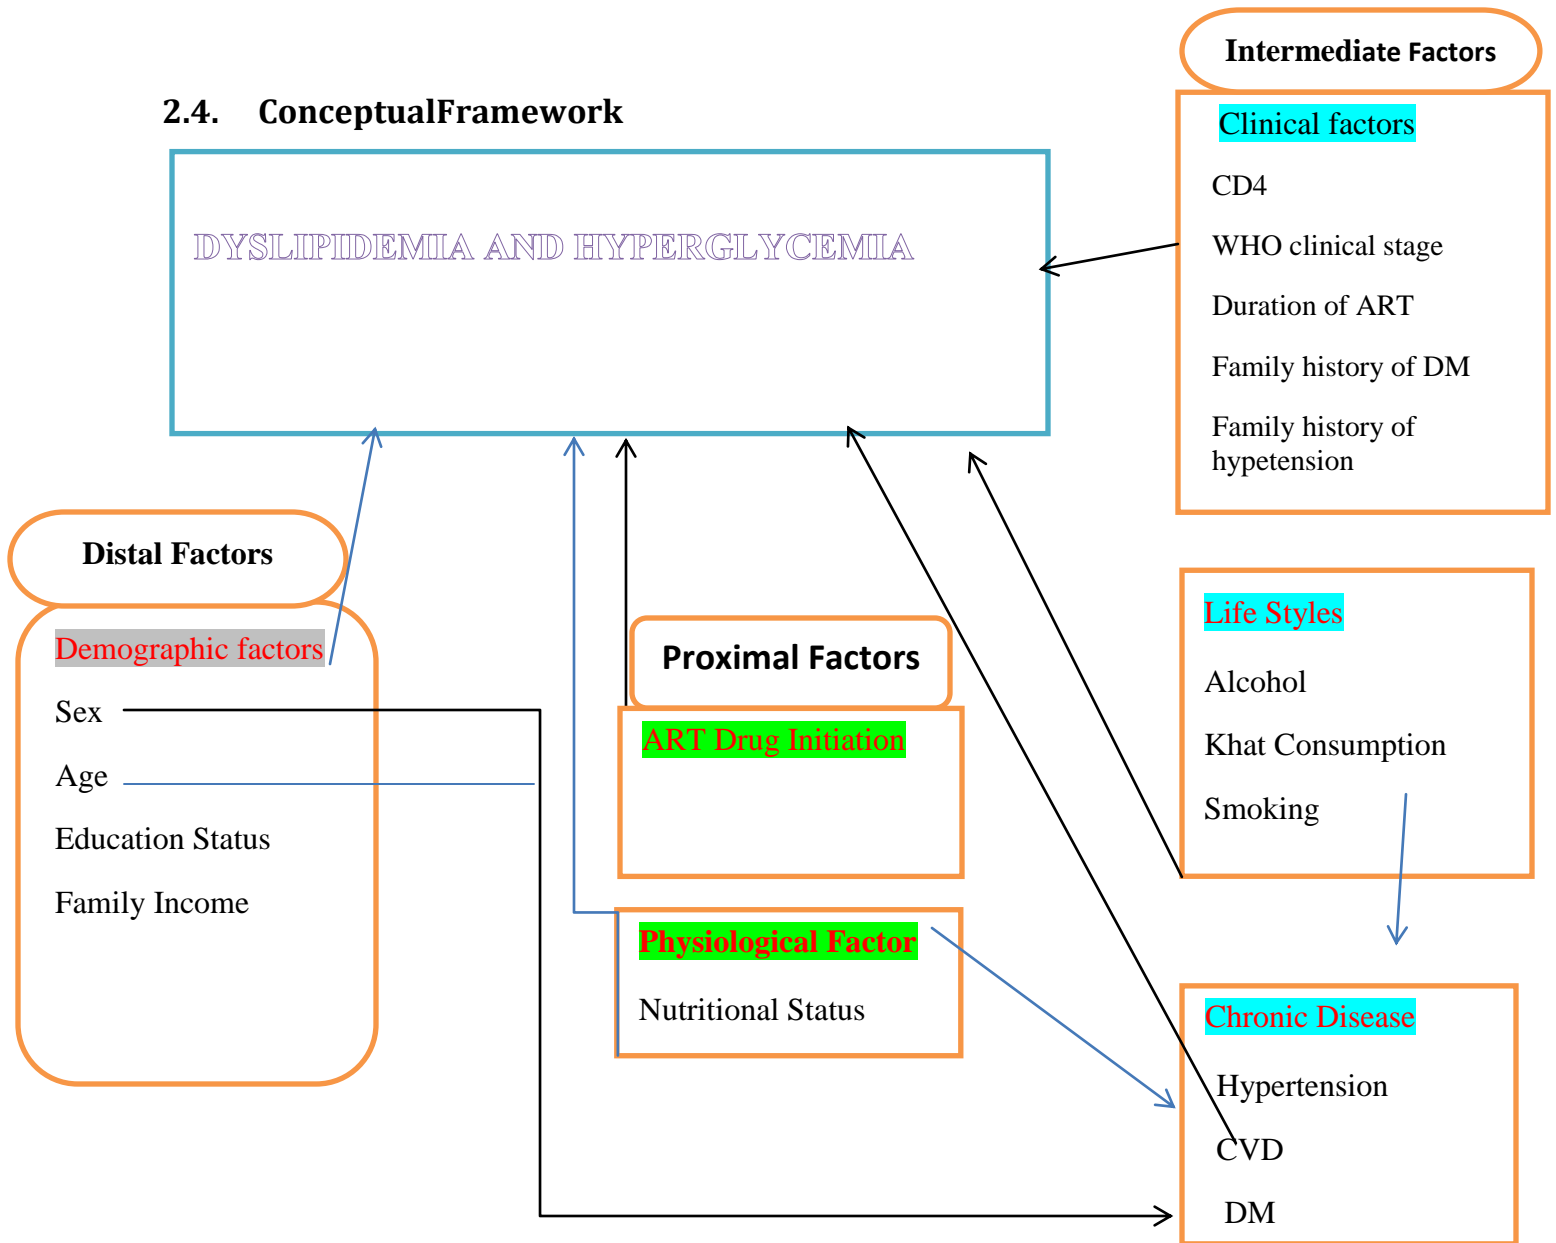 2.4. ConceptualFramework
DYSLIPIDEMIA AND HYPERGLYCEMIA
Intermediate Factors
Clinical factors
CD4
WHO clinical stage
Duration of ART
Family history of DM
Family history of
hypetension
Distal Factors
Demographic factors
Sex
Age
Education Status
Family Income
Proximal Factors
ART Drug Initiation
Physiological Factor
Nutritional Status
Life Styles
Alcohol
Khat Consumption
Smoking
Chronic Disease
Hypertension
CVD
DM